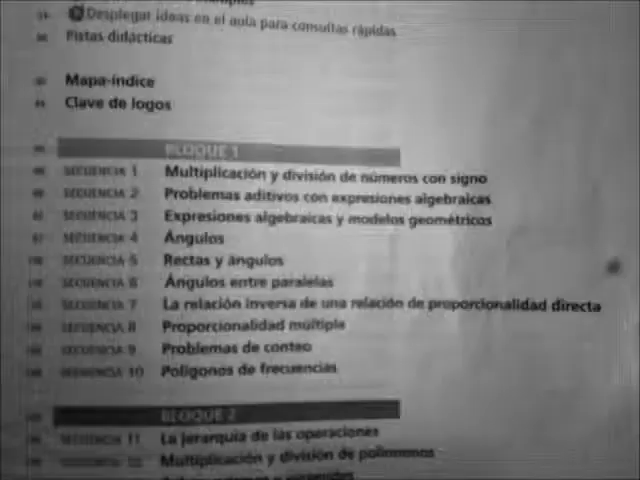 Desplegar ideas en el aula para consultas rápidas
Pistas didácticas
Mapa-índice
Clave de logos
BLOQUE 1
SECUENCIA 1 Multiplicación y división de números con signo
SECUENCIA 2 Problemas aditivos con expresiones algebraicas
SECUENCIA 3 Expresiones algebraicas y modelos geométricos
SECUENCIA 4 Ángulos
SECUENCIA 5 Rectas y ángulos
SECUENCIA 6 Ángulos entre paralelas
SECUENCIA 7 La relación inversa de una relación de proporcionalidad directa
SECUENCIA 8 Proporcionalidad múltiple
SECUENCIA 9 Problemas de conteo
SECUENCIA 10 Polígonos de frecuencias
BLOQUE 2
SECUENCIA 11 La jerarquía de las operaciones
SECUENCIA Multiplicación y división de polinomios